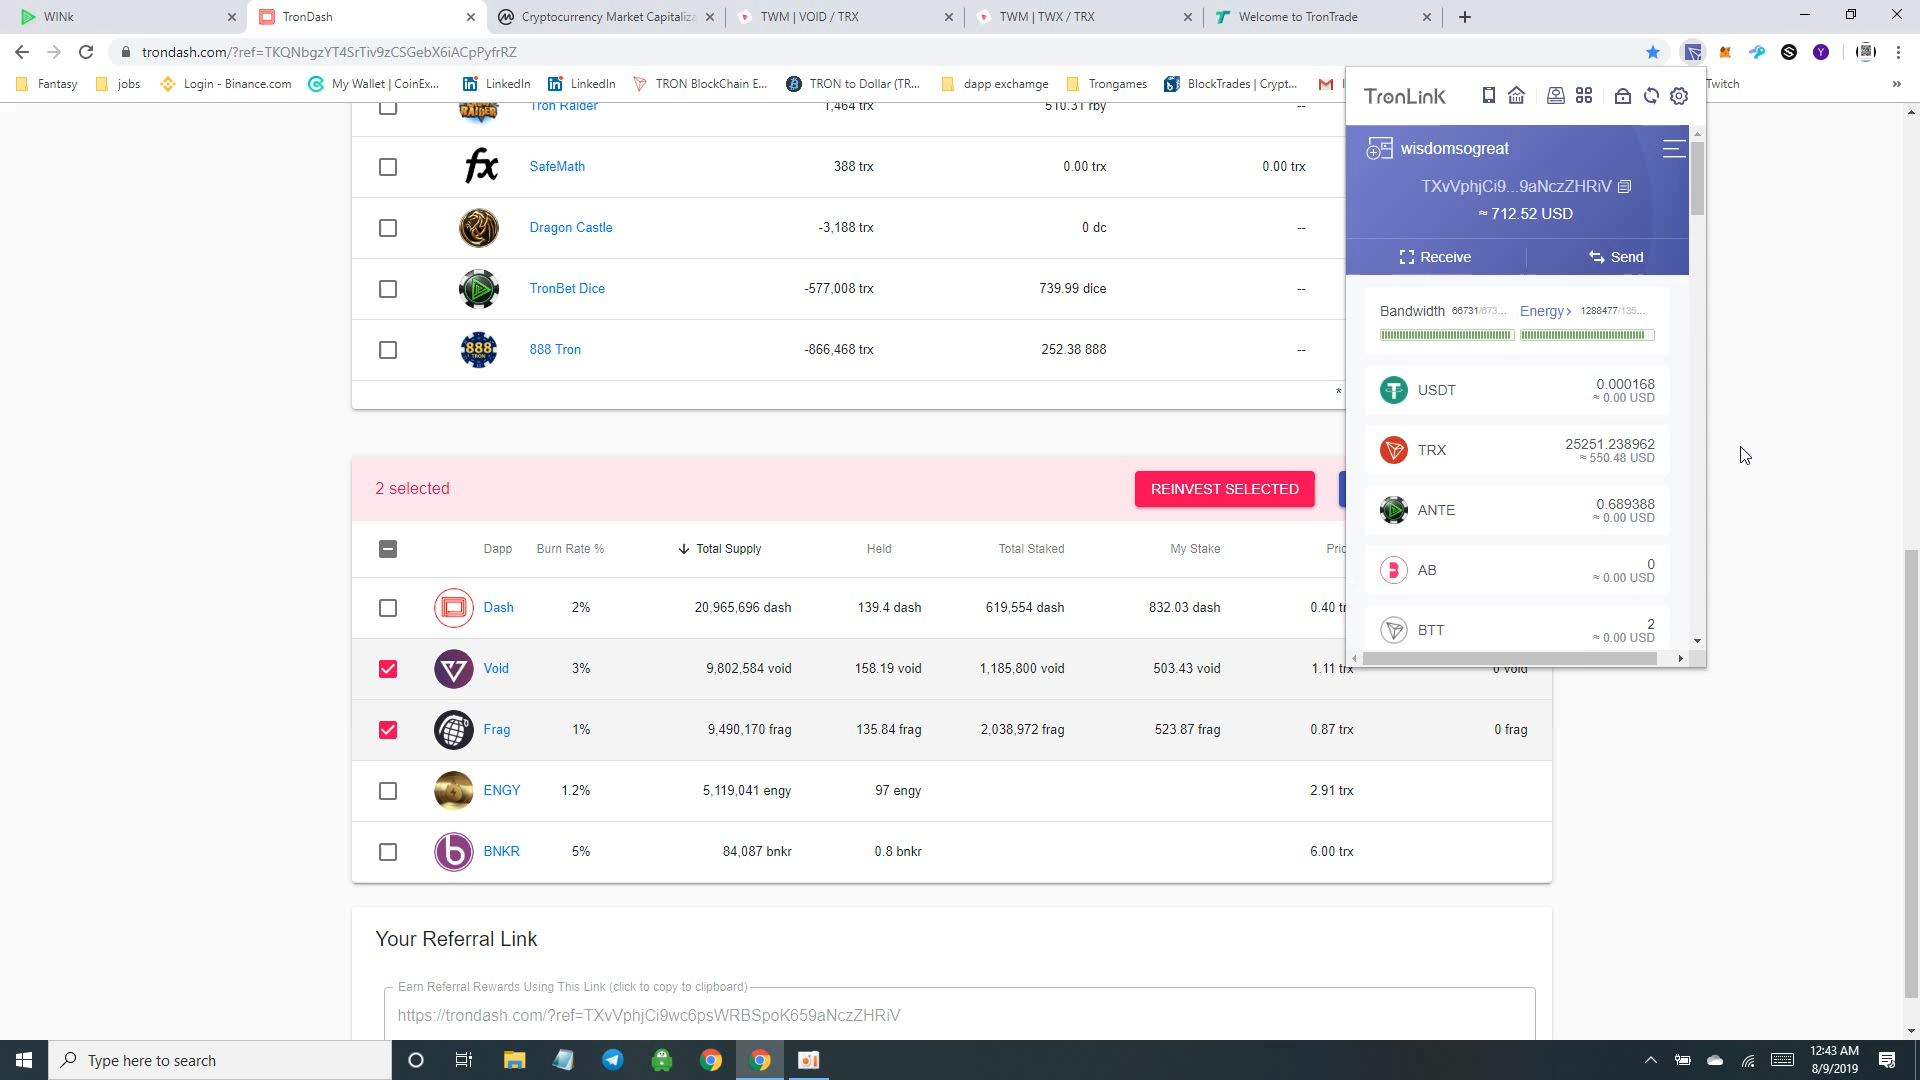 WINk
TronDash
Cryptocurrency Market Capitaliza
TWM | VOID / TRX
TWM | TWX / TRX
Welcome to TronTrade
trondash.com/?ref=TKQNbgzYT4SrTiv9zCSGebX6iACpPyfrRZ
Fantasy
jobs
Login - Binance.com
My Wallet | CoinEx...
LinkedIn
LinkedIn
TRON BlockChain E...
TRON to Dollar (TR...
dapp exchamge
Trongames
BlockTrades | Crypt...
Twitch
»
Tron Raider 1,464 trx 510.31 rby --
SafeMath 388 trx 0.00 trx 0.00 trx
Dragon Castle -3,188 trx 0 dc --
TronBet Dice -577,008 trx 739.99 dice --
888 Tron -866,468 trx 252.38 888 --
*
2 selected
REINVEST SELECTED
Dapp Burn Rate % Total Supply Held Total Staked My Stake Pric
Dash 2% 20,965,696 dash 139.4 dash 619,554 dash 832.03 dash 0.40 tr
Void 3% 9,802,584 void 158.19 void 1,185,800 void 503.43 void 1.11 trx 0 void
Frag 1% 9,490,170 frag 135.84 frag 2,038,972 frag 523.87 frag 0.87 trx 0 frag
ENGY 1.2% 5,119,041 engy 97 engy 2.91 trx
BNKR 5% 84,087 bnkr 0.8 bnkr 6.00 trx
Your Referral Link
Earn Referral Rewards Using This Link (click to copy to clipboard)
https://trondash.com/?ref=TXvVphjCi9wc6psWRBSpoK659aNczZHRiV
TronLink
wisdomsogreat
TXvVphjCi9...9aNczZHRiV
≈ 712.52 USD
Receive
Send
Bandwidth 66731/673... Energy› 1288477/135...
USDT 0.000168
≈ 0.00 USD
TRX 25251.238962
≈ 550.48 USD
ANTE 0.689388
≈ 0.00 USD
AB 0
≈ 0.00 USD
BTT 2
≈ 0.00 USD
Type here to search
12:43 AM
8/9/2019